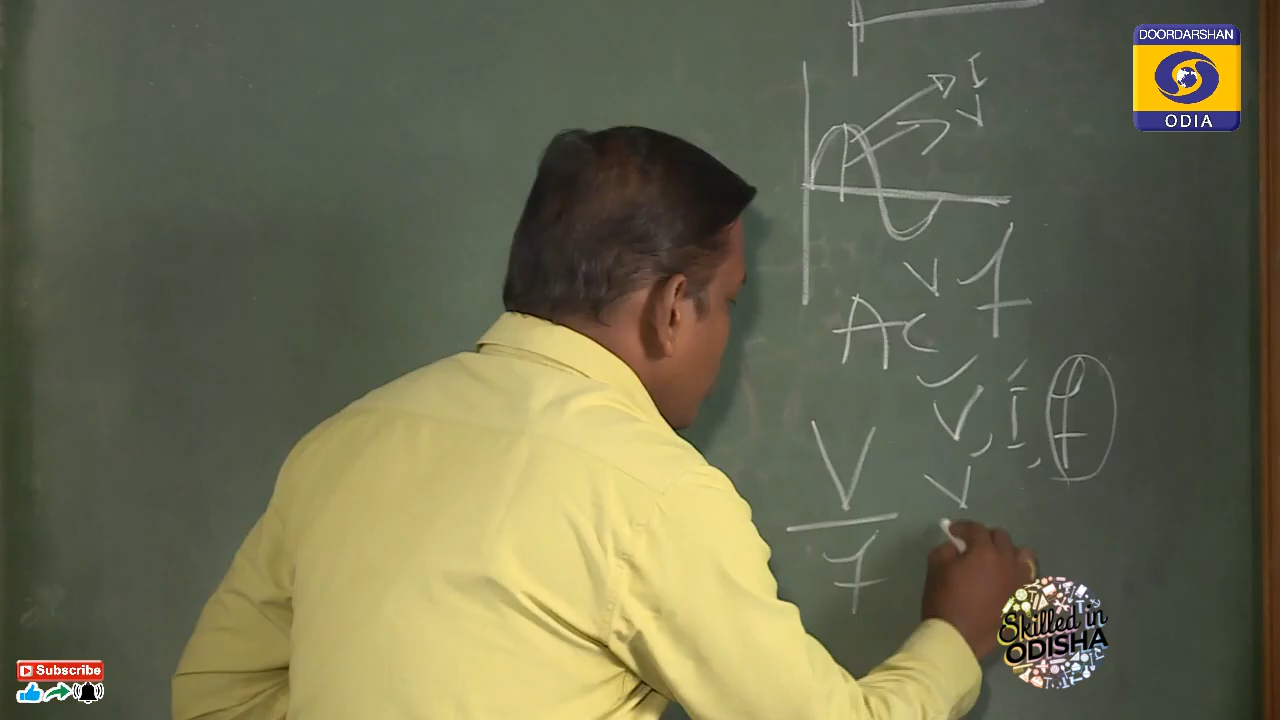 DOORDARSHAN
ODIA
I
V
V f
AC
V, I, f
V
V
f
Skilled in
ODISHA
Subscribe